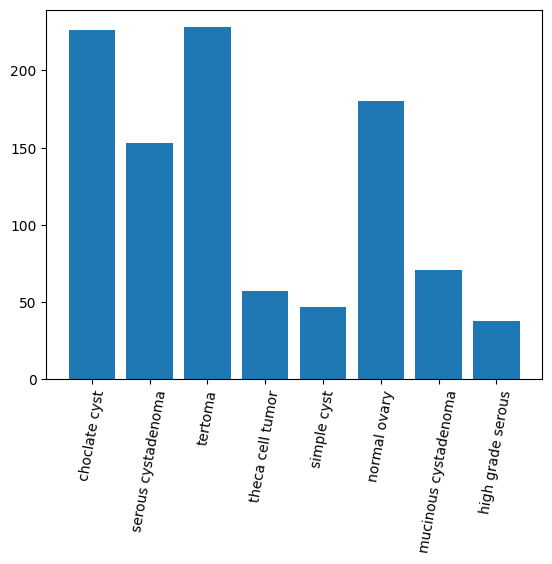 200
150
100
50
0
choclate cyst
serous cystadenoma
tertoma
theca cell tumor
simple cyst
normal ovary
mucinous cystadenoma
high grade serous